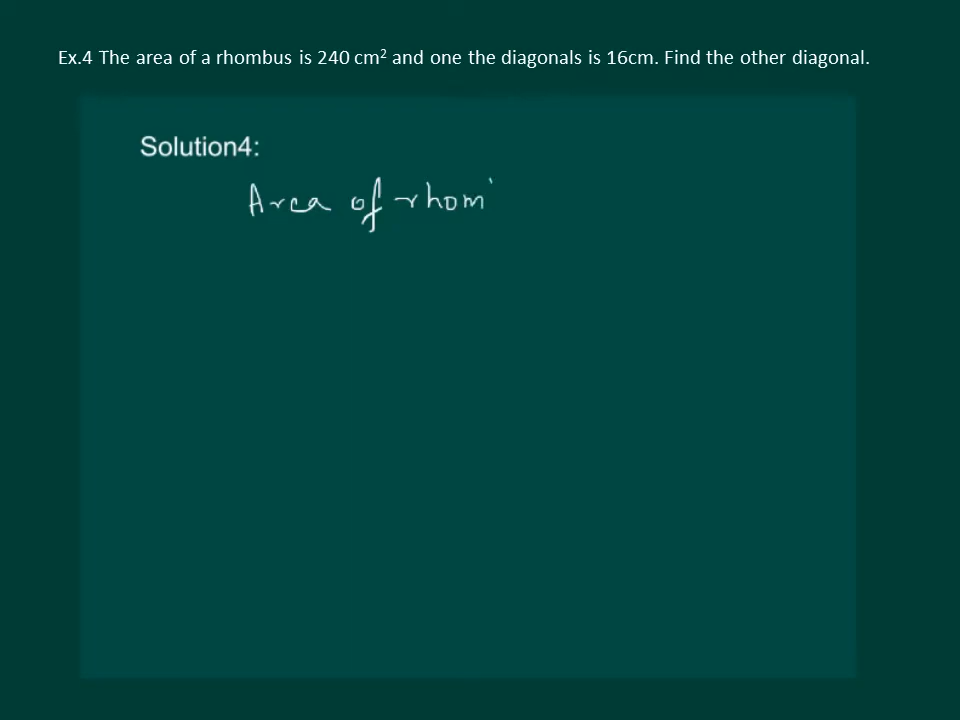 Ex.4 The area of a rhombus is 240 cm² and one the diagonals is 16cm. Find the other diagonal.
Solution4:
Area of rhom